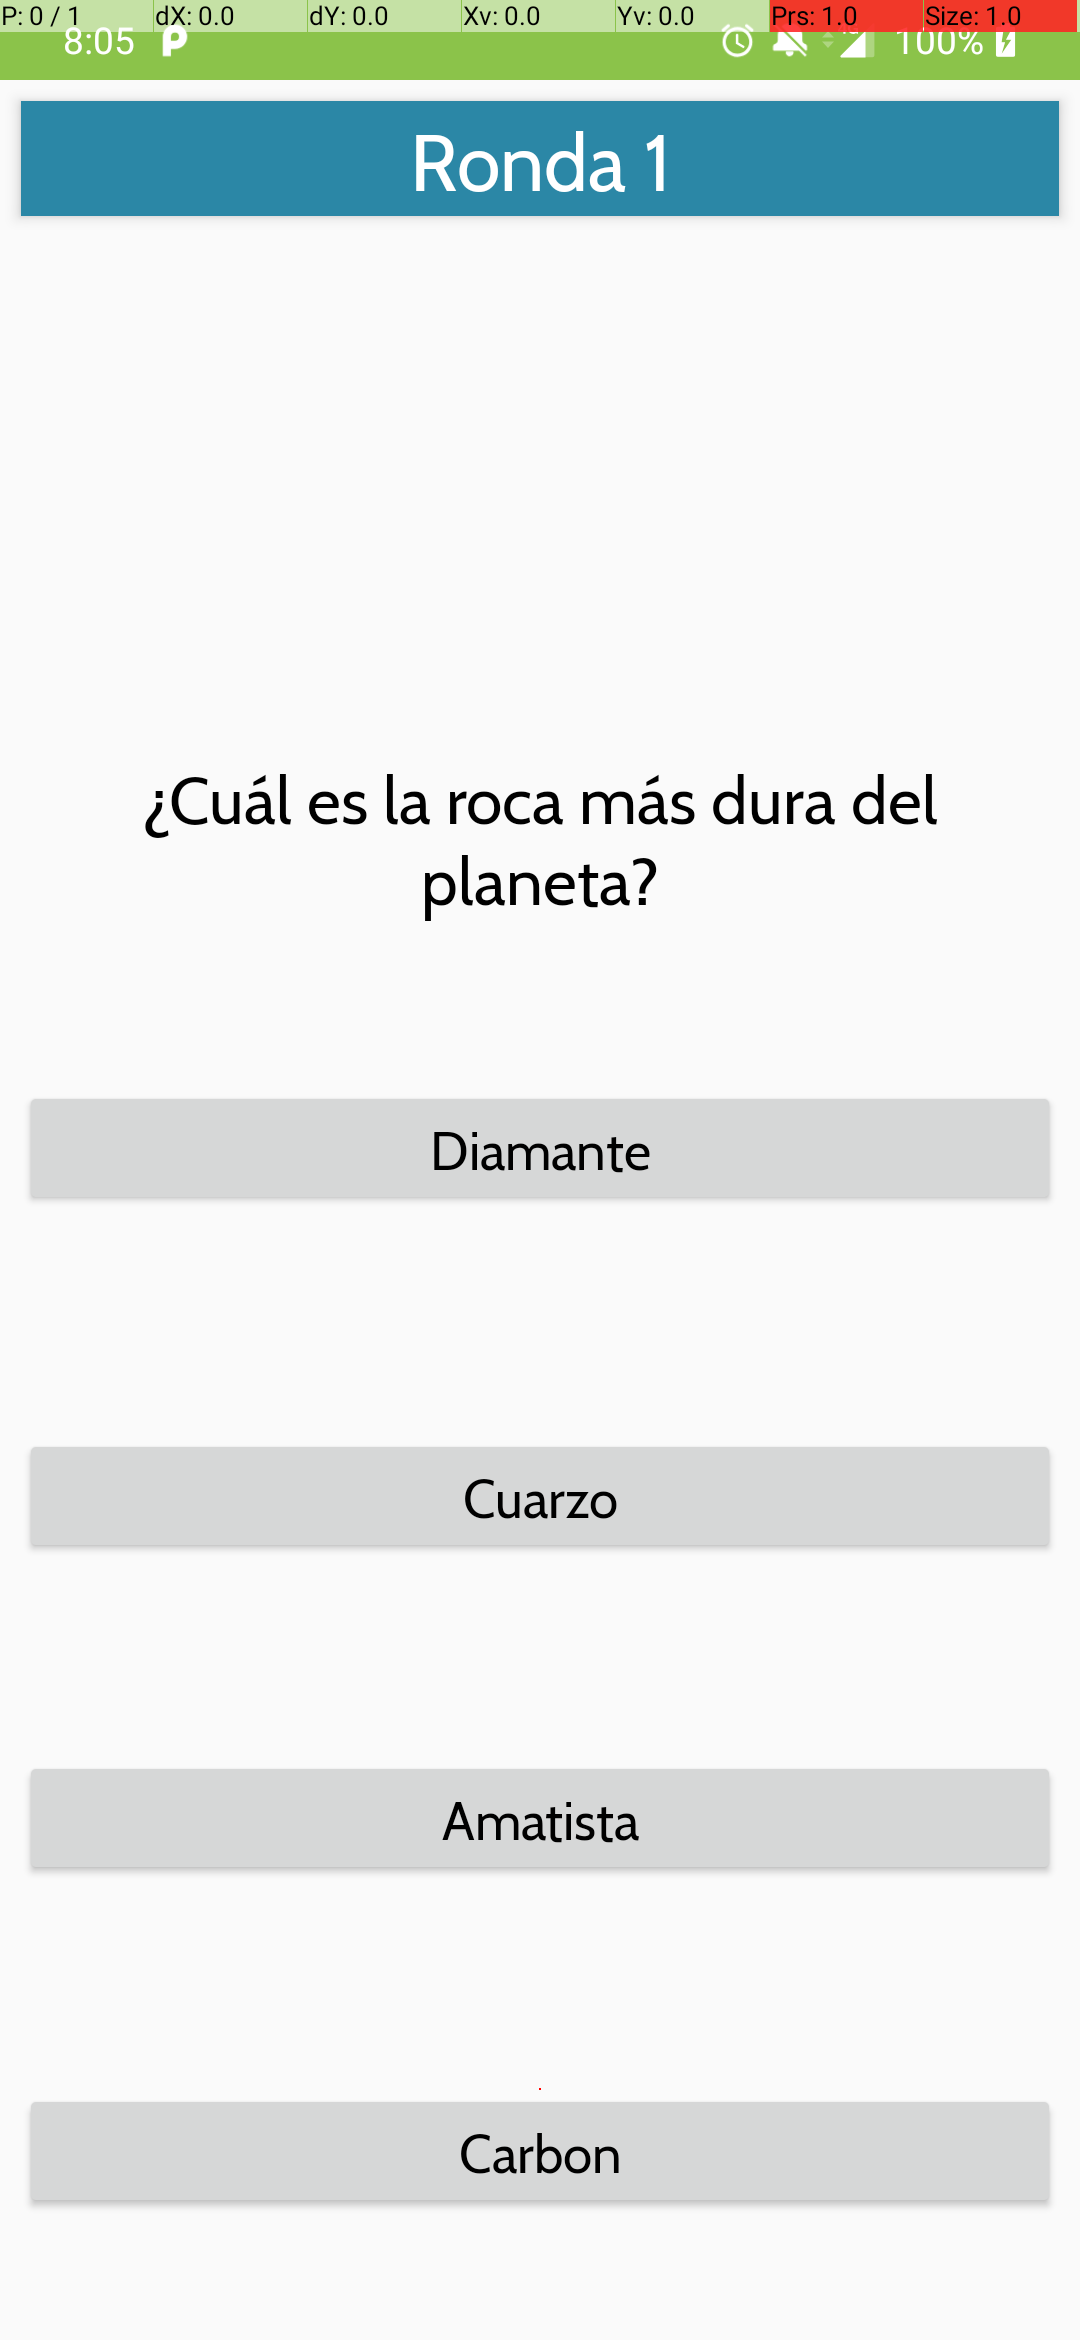 P: 0 / 1 dX: 0.0 dY: 0.0 Xv: 0.0 Yv: 0.0 Prs: 1.0 Size: 1.0
8:05 100%
Ronda 1
¿Cuál es la roca más dura del
planeta?
Diamante
Cuarzo
Amatista
Carbon